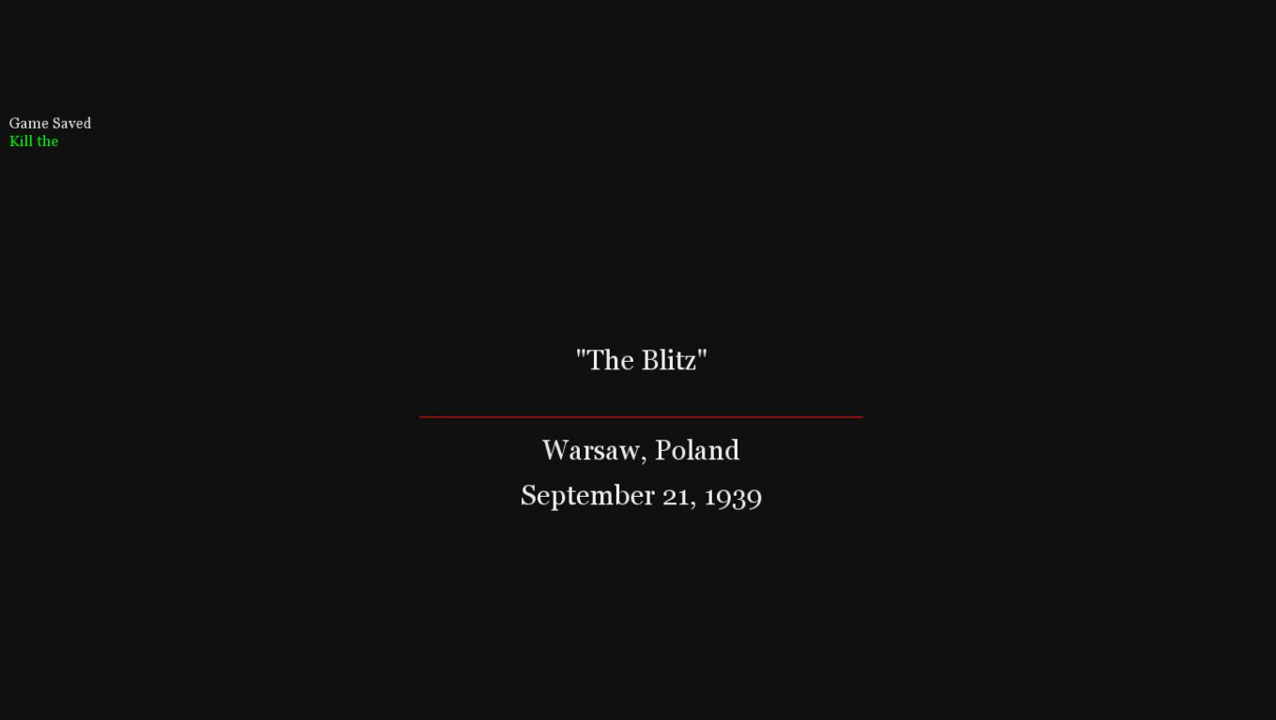 Game Saved
Kill the
"The Blitz"
Warsaw, Poland
September 21, 1939